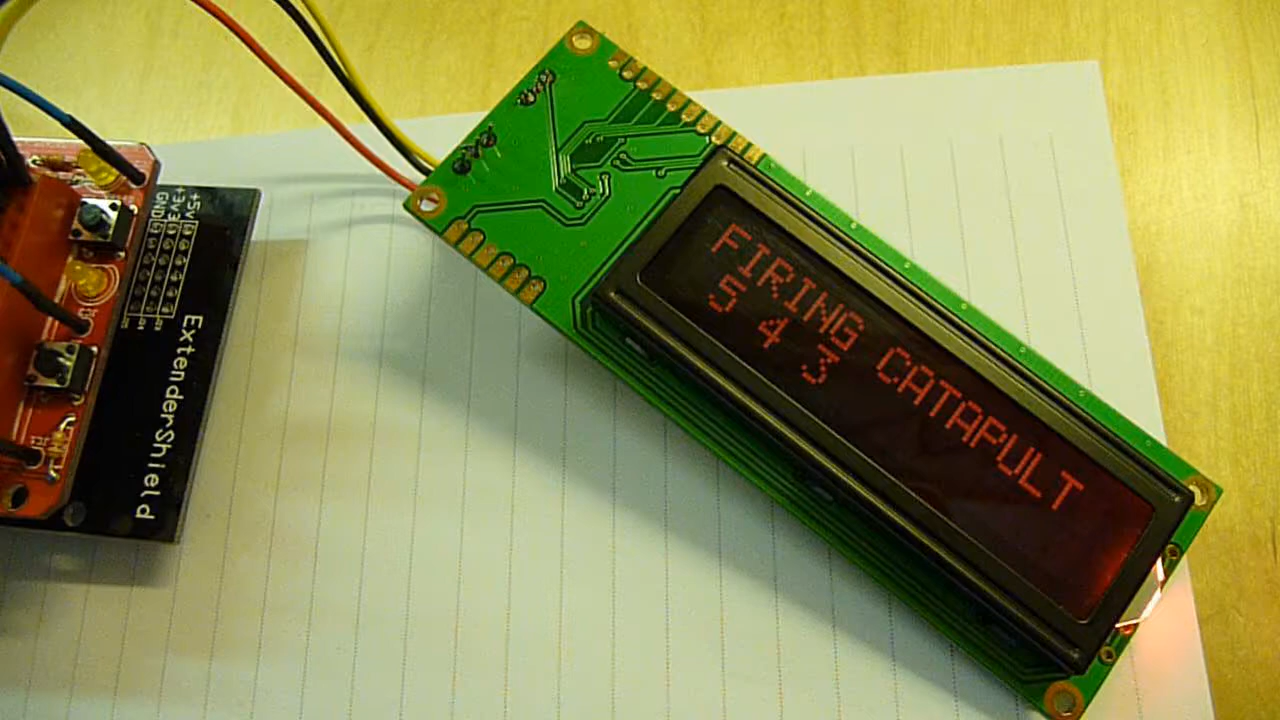 FIRING CATAPULT
5 4 3
+5v
+3v3
GND
ExtenderShield